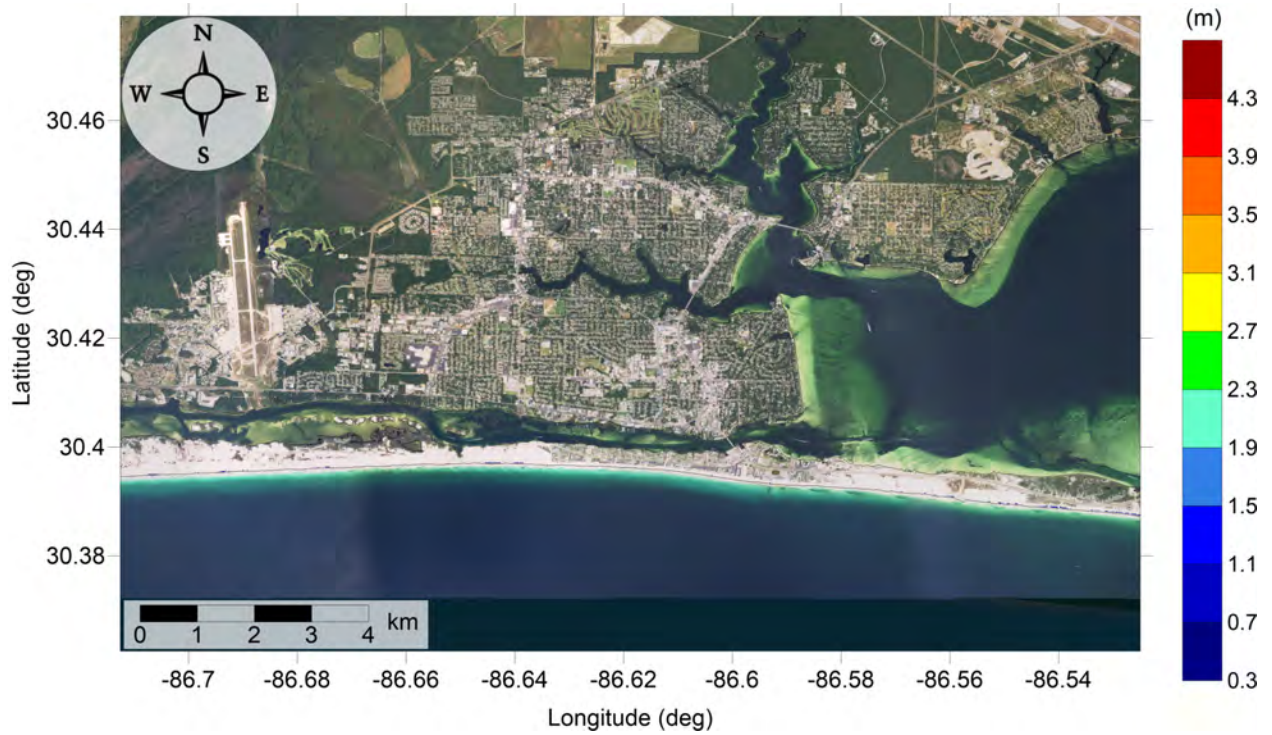 (m)
N
W E
S
4.3
3.9
3.5
3.1
2.7
2.3
1.9
1.5
1.1
0.7
0.3
Latitude (deg)
30.46
30.44
30.42
30.4
30.38
0 1 2 3 4 km
-86.7 -86.68 -86.66 -86.64 -86.62 -86.6 -86.58 -86.56 -86.54
Longitude (deg)